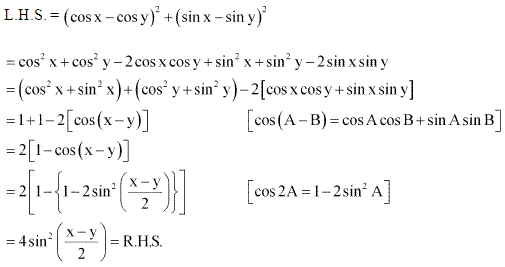 L.H.S. = (cos x – cos y)² + (sin x – sin y)²
= cos² x + cos² y – 2 cos x cos y + sin² x + sin² y – 2 sin x sin y
= (cos² x + sin² x) + (cos² y + sin² y) – 2[cos x cos y + sin x sin y]
= 1 + 1 – 2[cos(x – y)] [cos(A – B) = cos A cos B + sin A sin B]
= 2[1 – cos(x – y)]
= 2[1 – {1 – 2 sin² ((x – y)/2)}] [cos 2A = 1 – 2 sin² A]
= 4 sin² ((x – y)/2) = R.H.S.